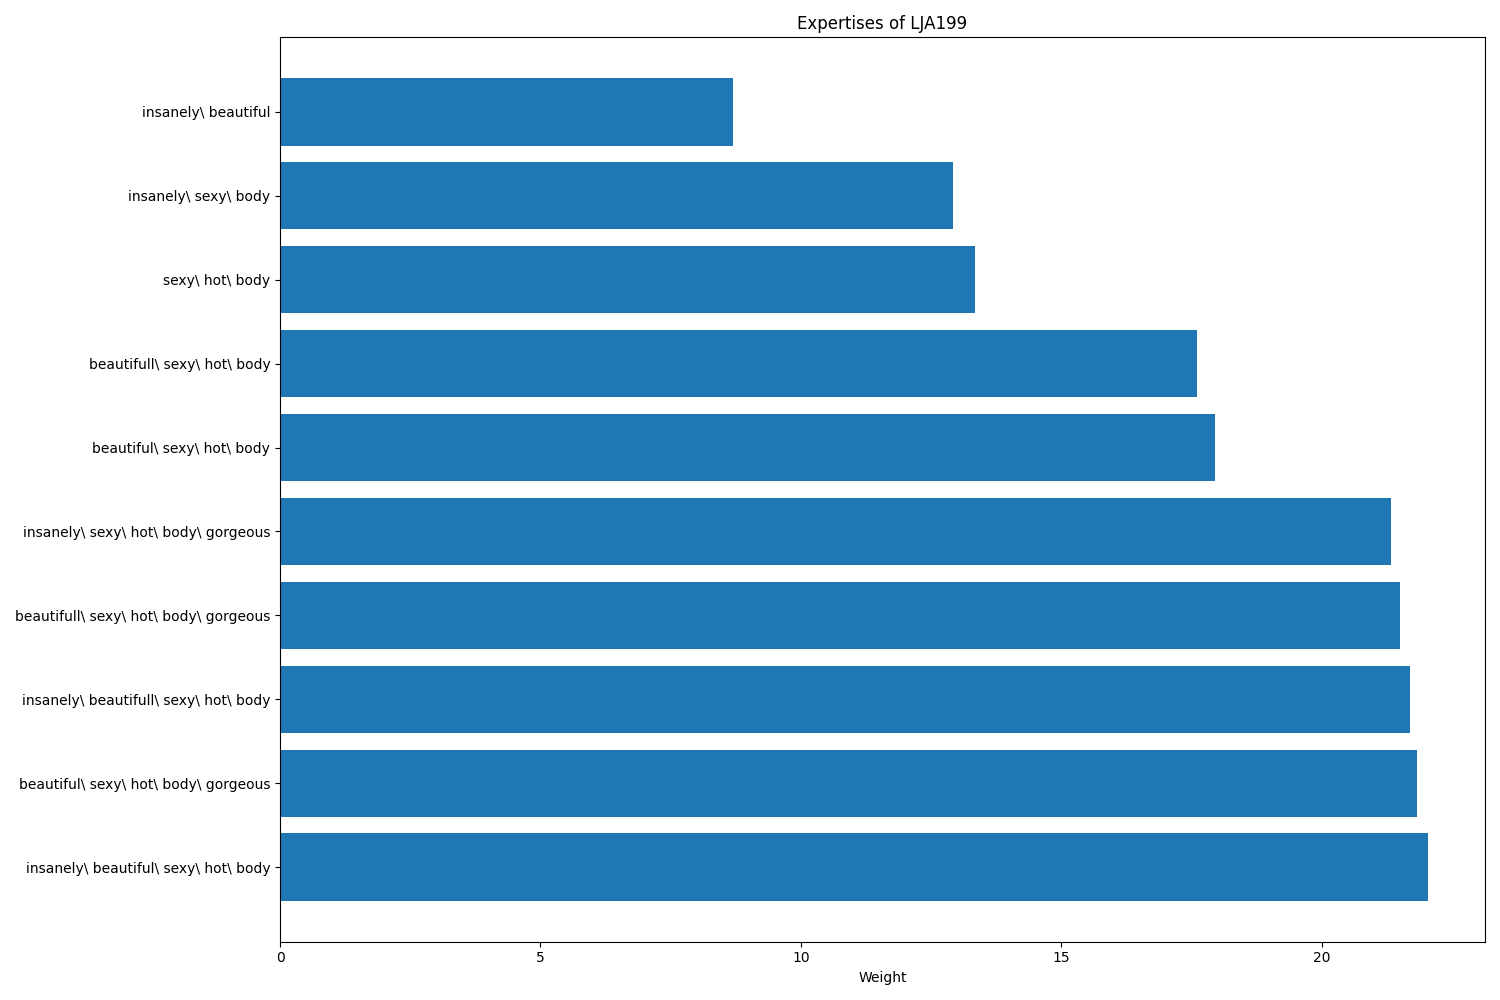 Expertises of LJA199
insanely\ beautiful
insanely\ sexy\ body
sexy\ hot\ body
beautifull\ sexy\ hot\ body
beautiful\ sexy\ hot\ body
insanely\ sexy\ hot\ body\ gorgeous
beautifull\ sexy\ hot\ body\ gorgeous
insanely\ beautifull\ sexy\ hot\ body
beautiful\ sexy\ hot\ body\ gorgeous
insanely\ beautiful\ sexy\ hot\ body
0 5 10 15 20
Weight